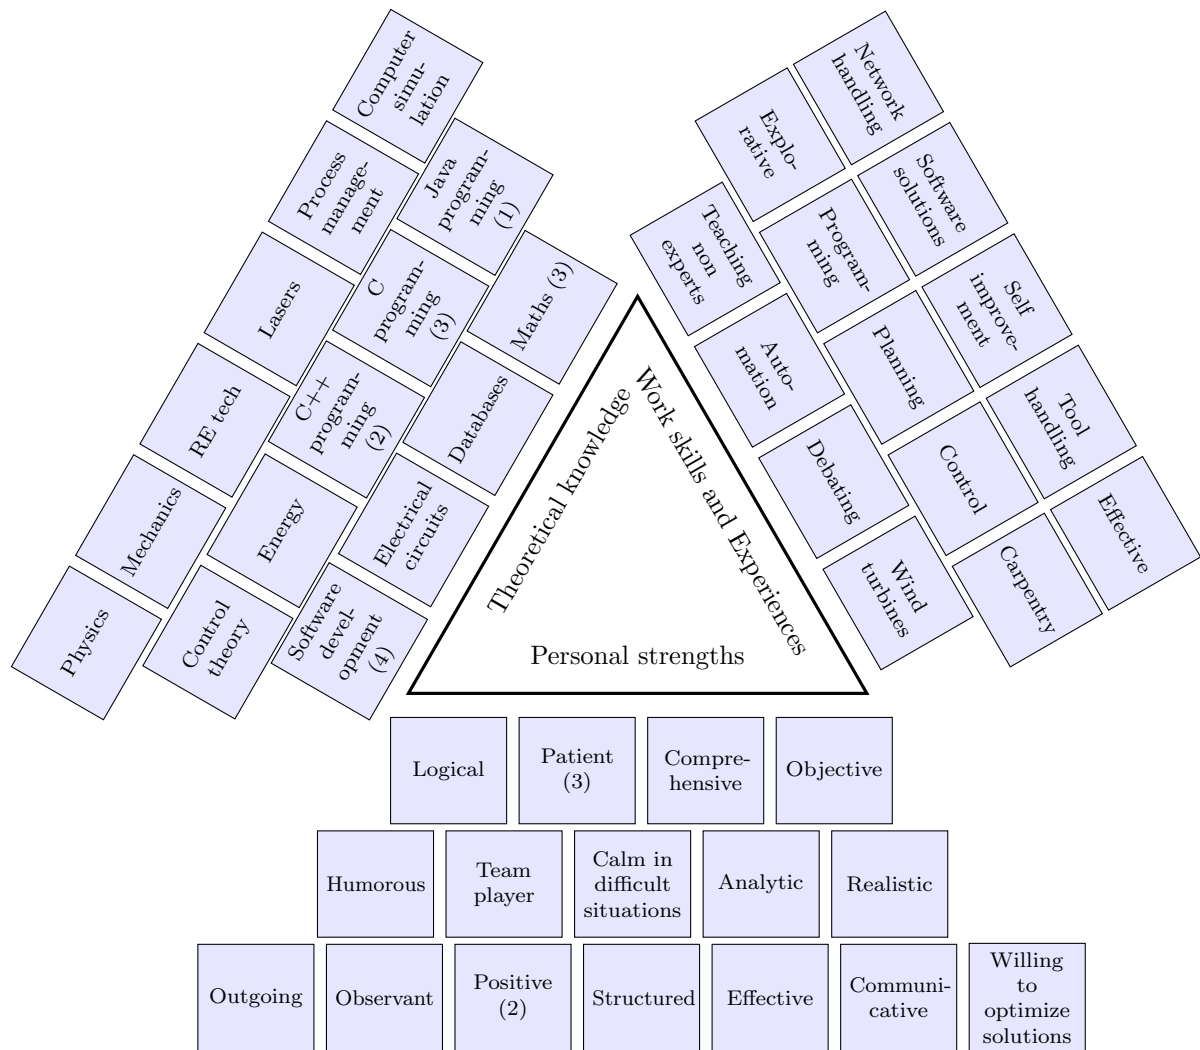 Computer
simu-
lation
Process
manage-
ment
Java
program-
ming
(1)
Lasers
C
program-
ming
(3)
Maths (3)
RE tech
C++
program-
ming
(2)
Databases
Mechanics
Energy
Electrical
circuits
Physics
Control
theory
Software
devel-
opment
(4)
Network
handling
Explo-
rative
Software
solutions
Teaching
non
experts
Program-
ming
Self
improve-
ment
Auto-
mation
Planning
Tool
handling
Debating
Control
Effective
Wind
turbines
Carpentry
Theoretical knowledge
Work skills and Experiences
Personal strengths
Logical
Patient
(3)
Compre-
hensive
Objective
Humorous
Team
player
Calm in
difficult
situations
Analytic
Realistic
Outgoing
Observant
Positive
(2)
Structured
Effective
Communi-
cative
Willing
to
optimize
solutions